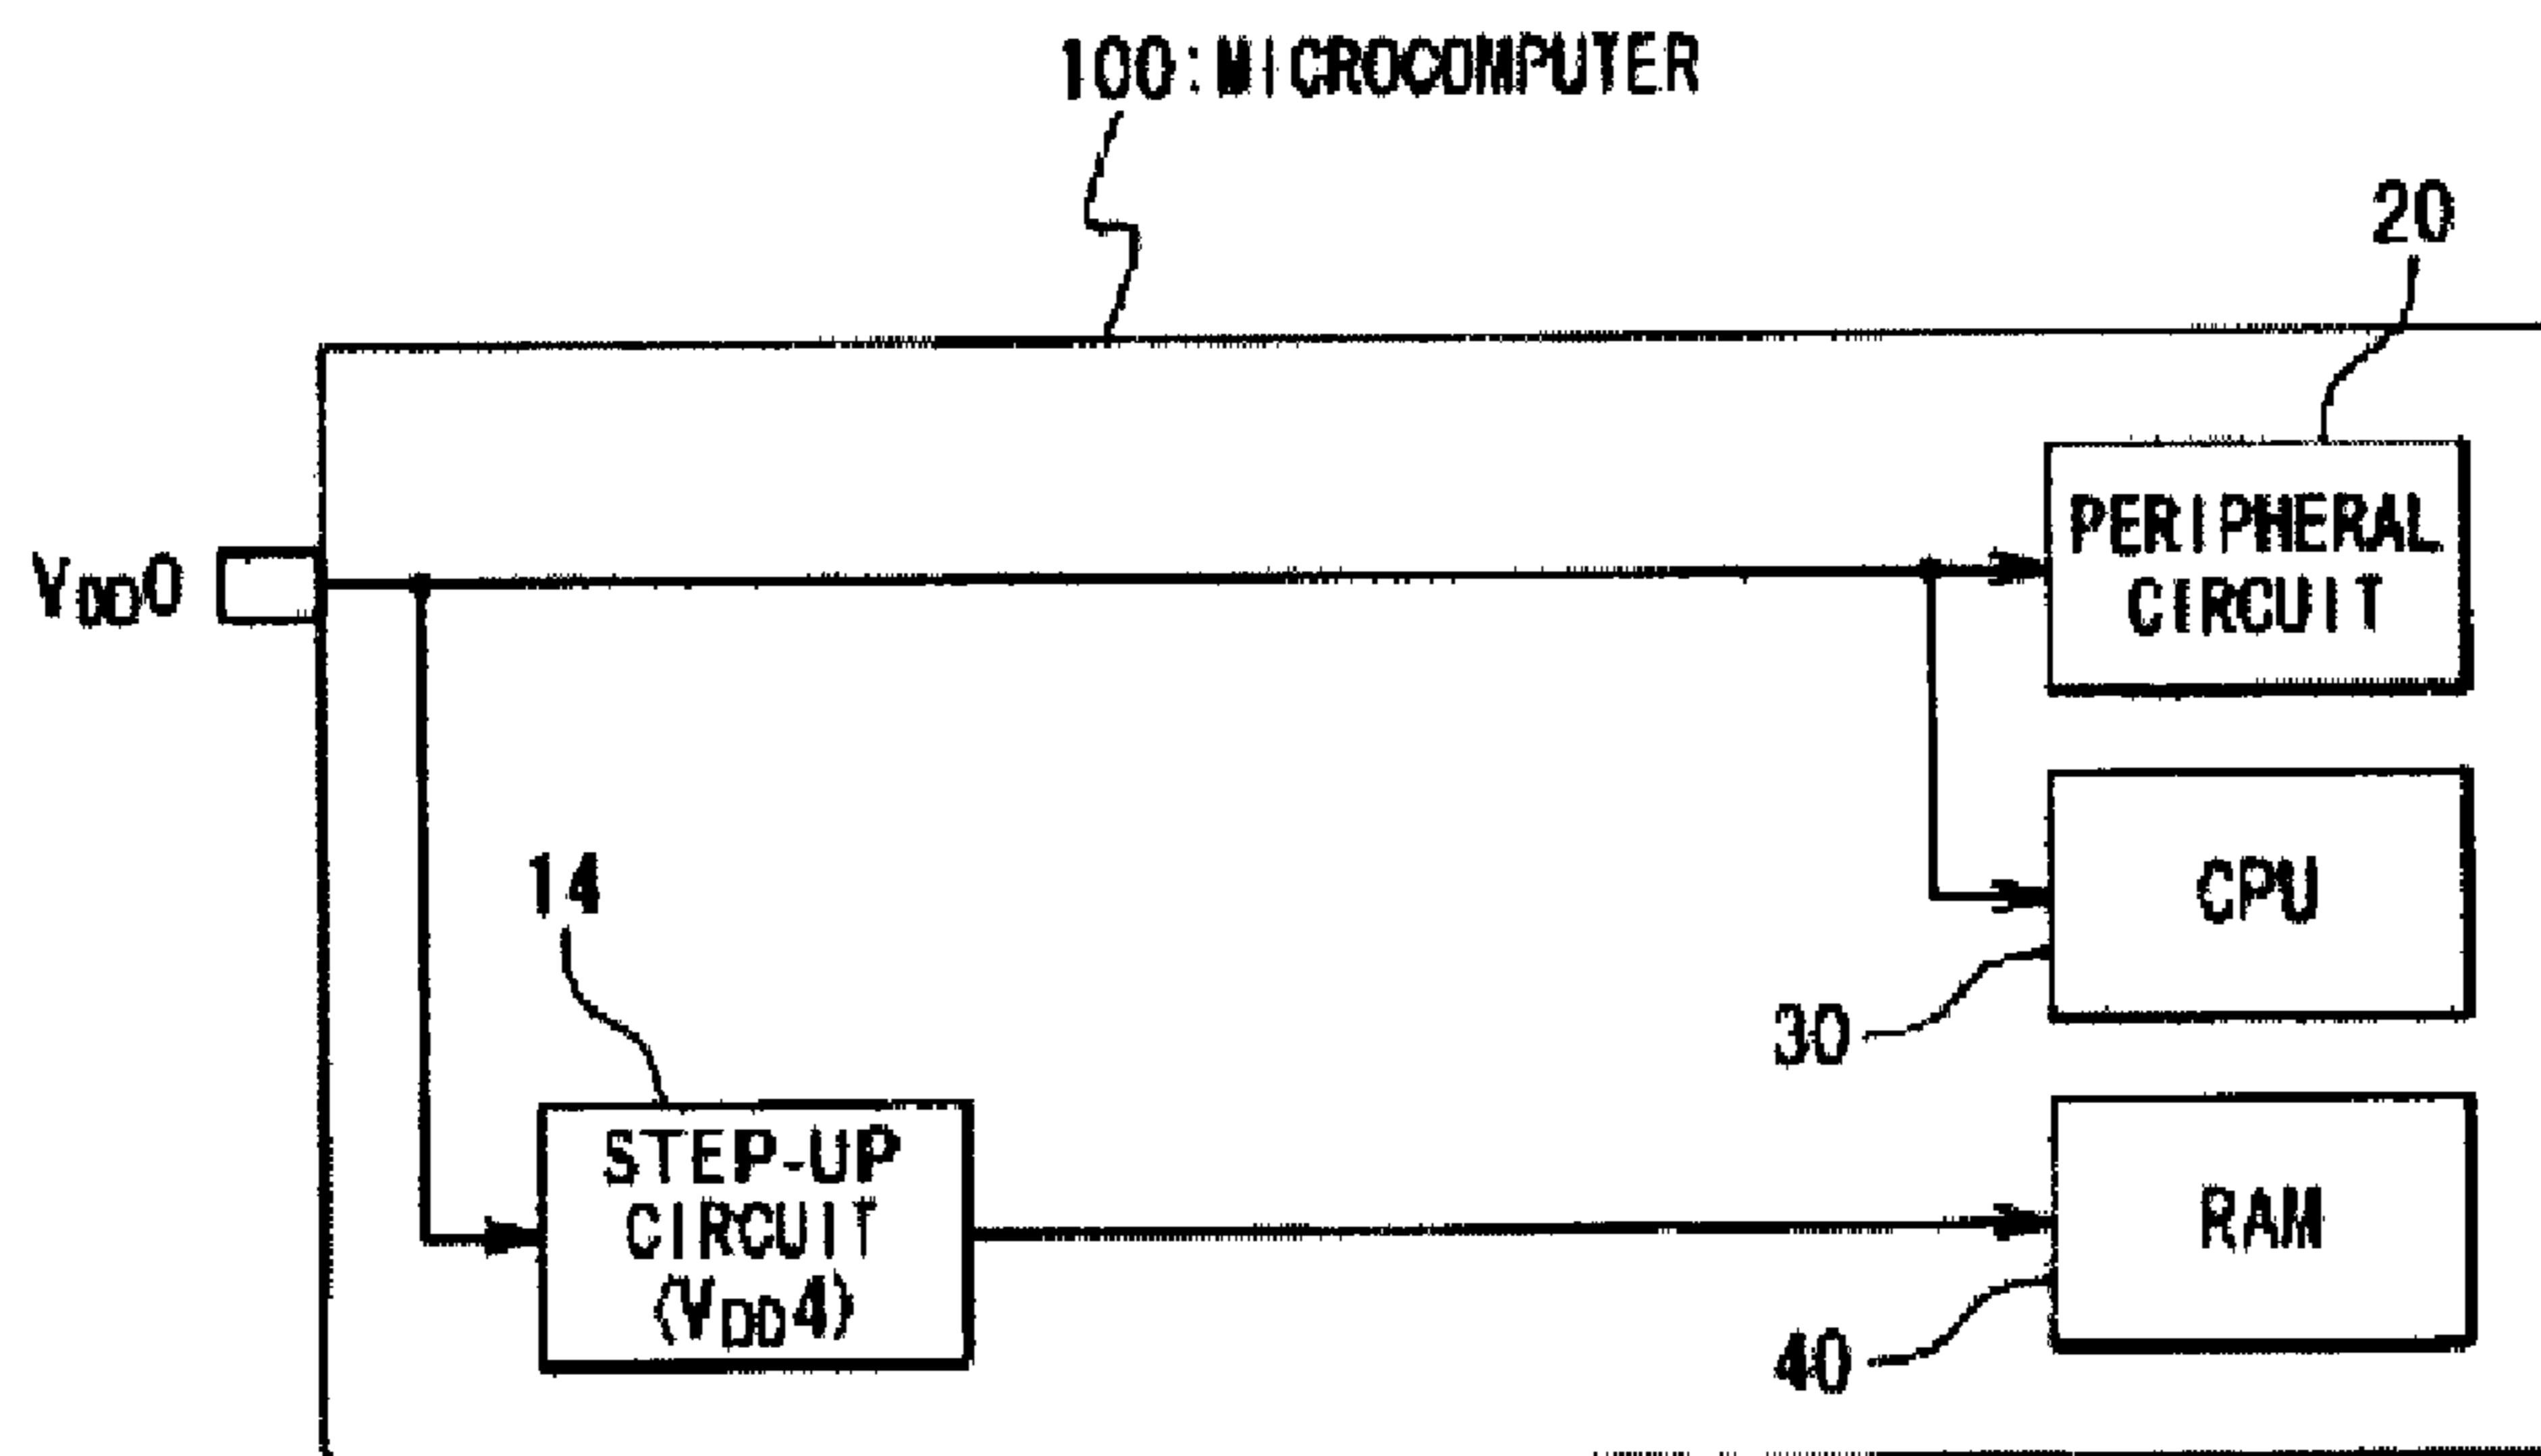 100:MICROCOMPUTER
20
PERIPHERAL
CIRCUIT
VDD0
14
CPU
30
STEP-UP
CIRCUIT
(VDD4)
RAM
40